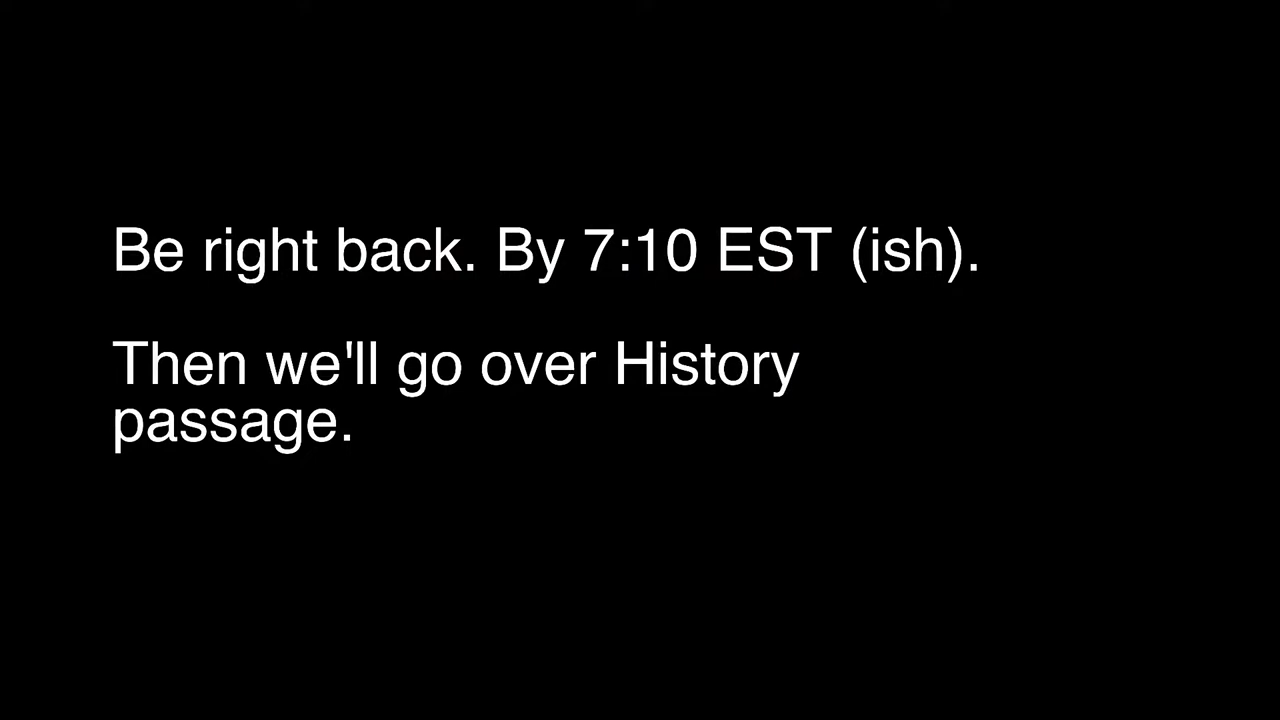 Be right back. By 7:10 EST (ish).
Then we'll go over History
passage.